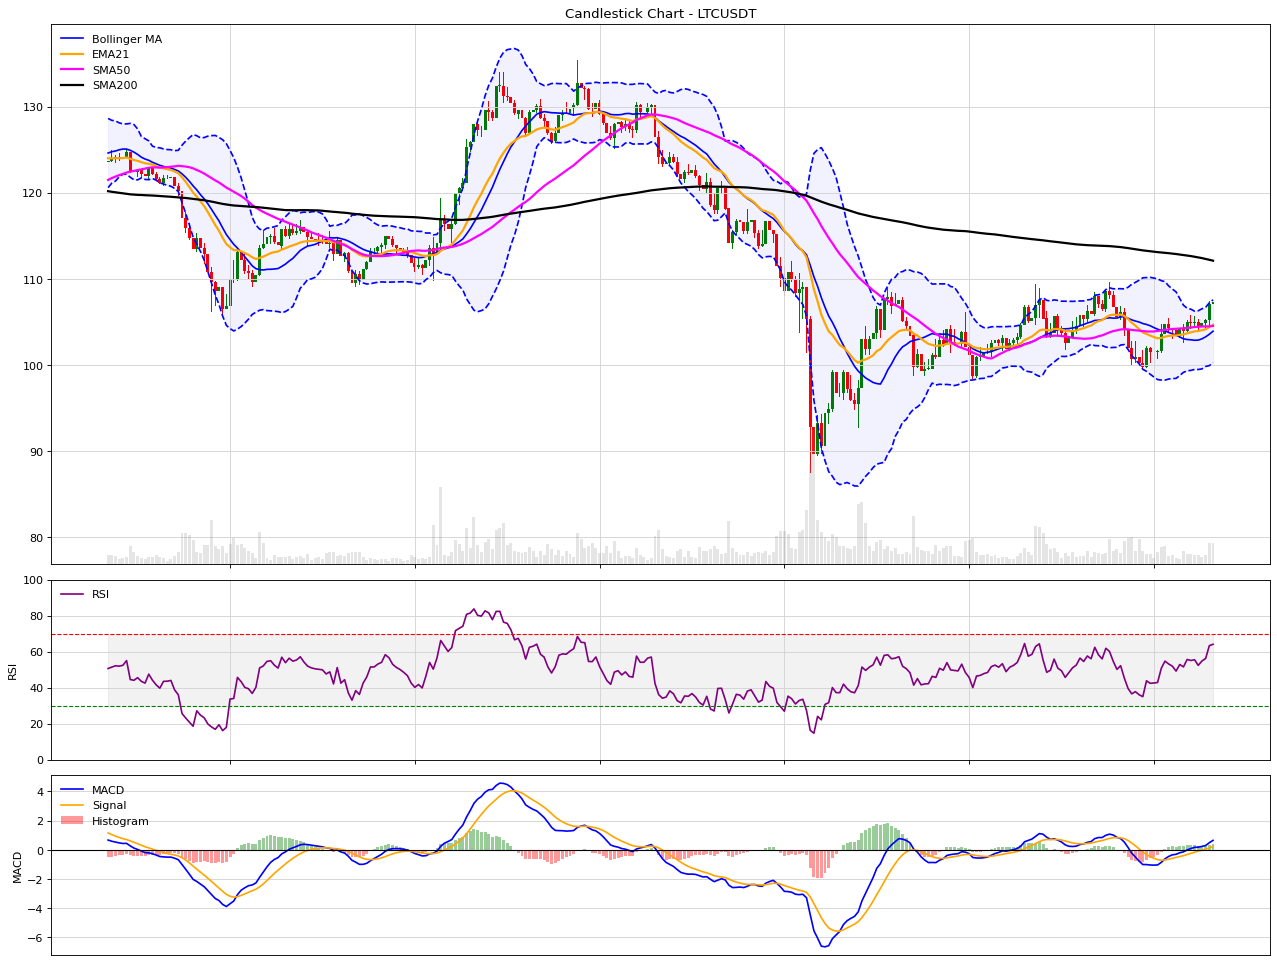 Candlestick Chart - LTCUSDT
Bollinger MA
EMA21
SMA50
SMA200
130
120
110
100
90
80
RSI
100
80
60
40
20
0
RSI
MACD
Signal
Histogram
4
2
0
−2
−4
−6
MACD